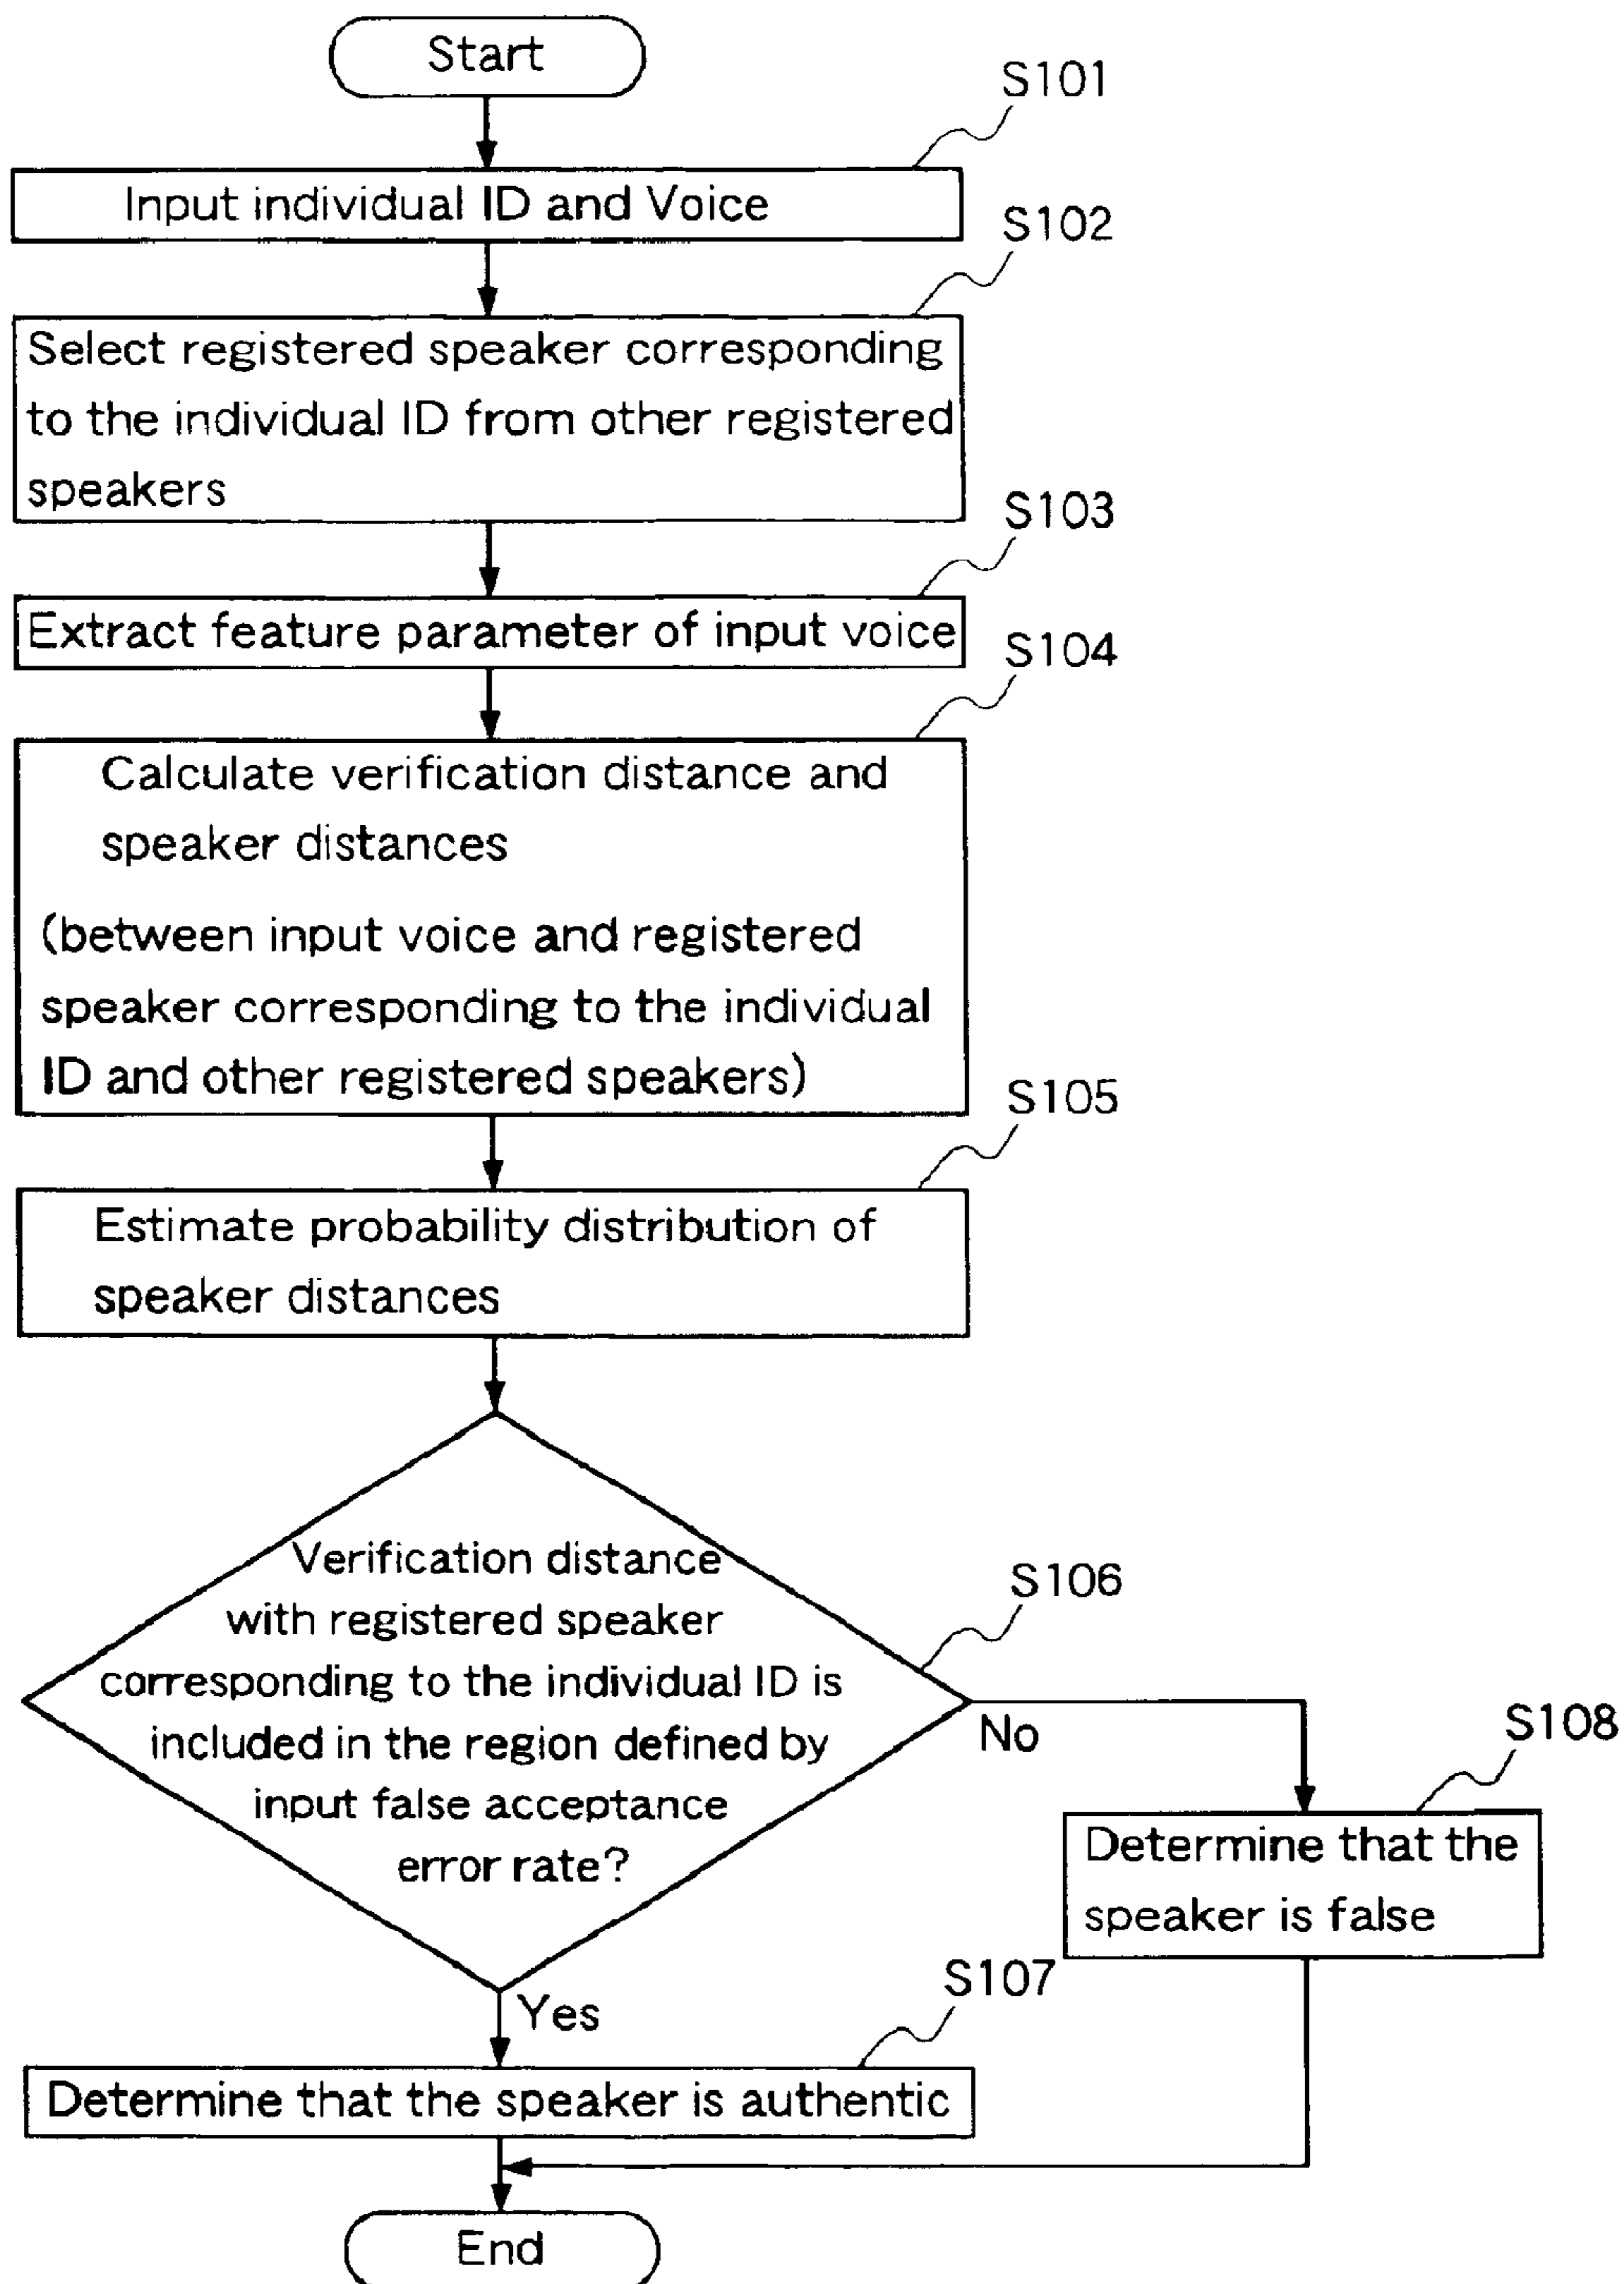 Start
S101
Input individual ID and Voice
S102
Select registered speaker corresponding
to the individual ID from other registered
speakers
S103
Extract feature parameter of input voice
S104
Calculate verification distance and
speaker distances
(between input voice and registered
speaker corresponding to the individual
ID and other registered speakers)
S105
Estimate probability distribution of
speaker distances
Verification distance
with registered speaker
corresponding to the individual ID is
included in the region defined by
input false acceptance
error rate?
S106
No
S108
Determine that the
speaker is false
Yes
S107
Determine that the speaker is authentic
End